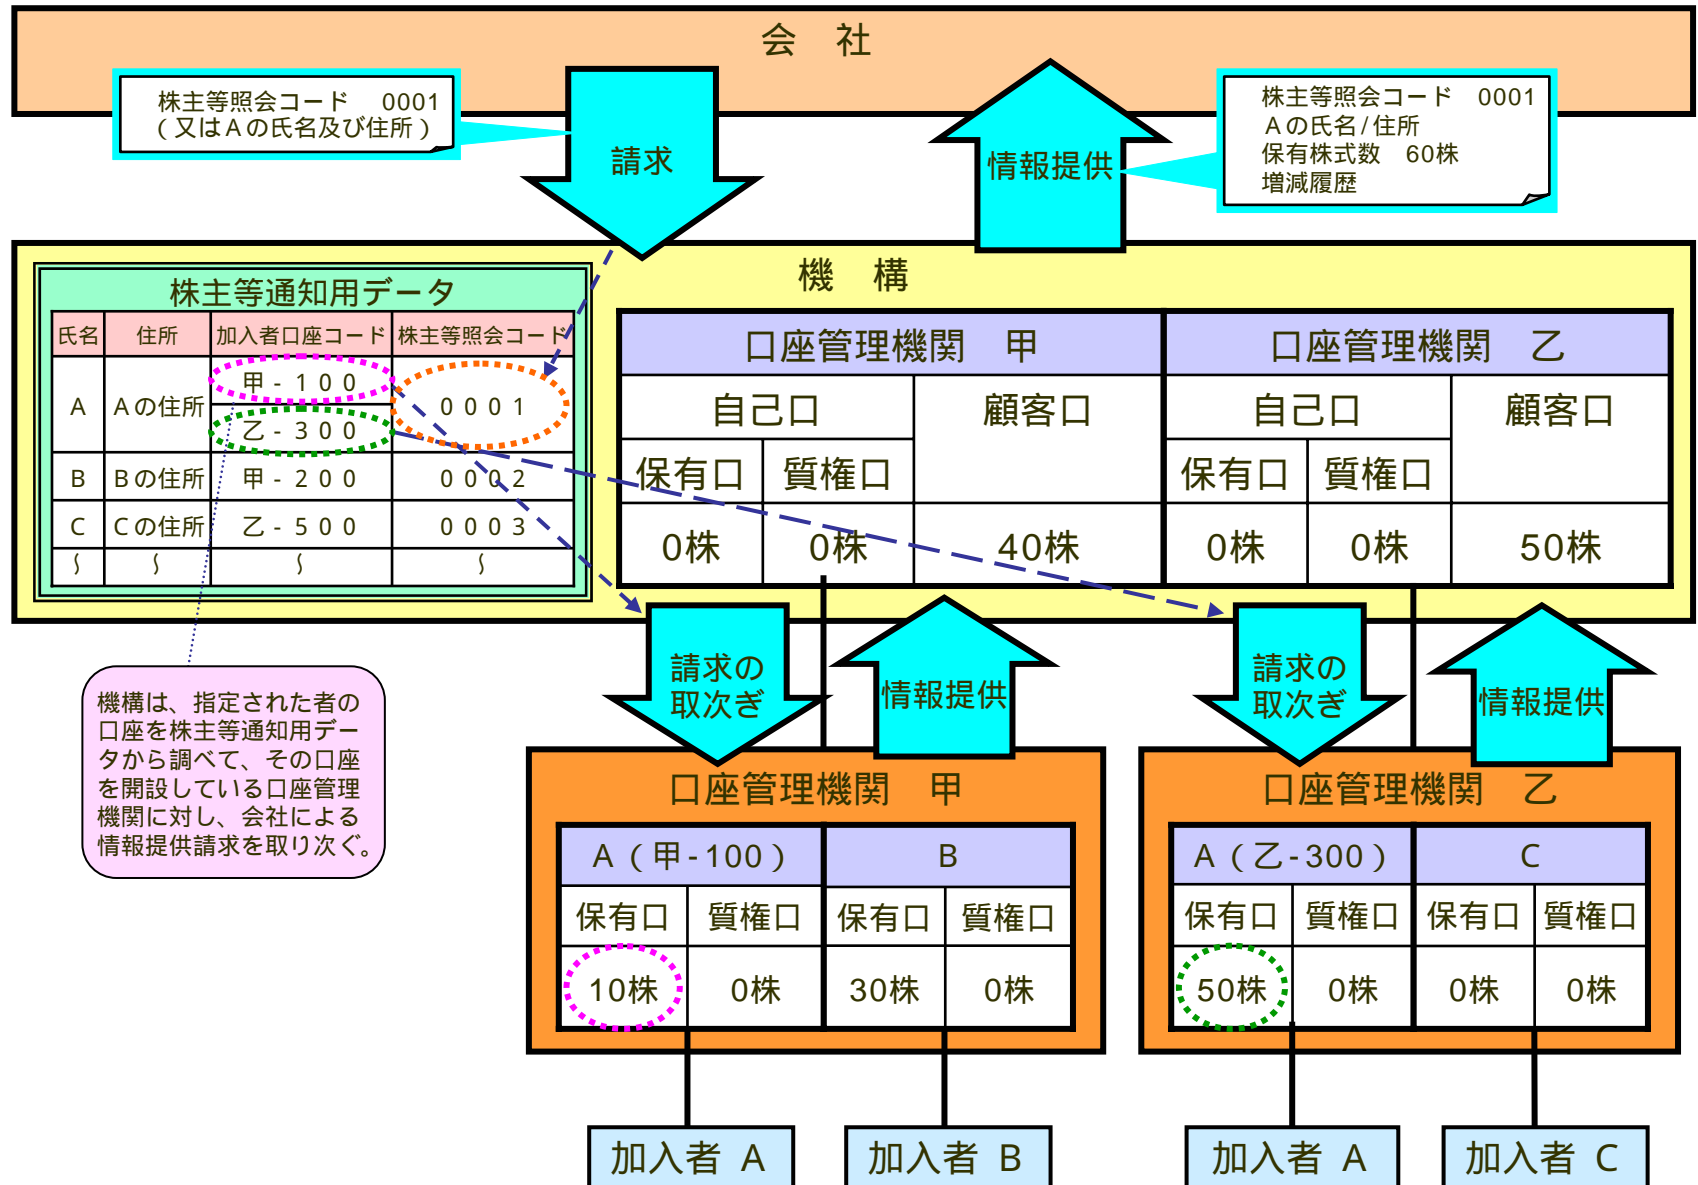 会　社
株主等照会コード　0001
（又はAの氏名及び住所）
請求
情報提供
株主等照会コード　0001
Aの氏名/住所
保有株式数　60株
増減履歴
機　構
株主等通知用データ
氏名　住所　加入者口座コード　株主等照会コード
A　Aの住所　甲-100　0001
乙-300
B　Bの住所　甲-200　0002
C　Cの住所　乙-500　0003
〜　〜　〜　〜
口座管理機関　甲　口座管理機関　乙
自己口　顧客口　自己口　顧客口
保有口　質権口　保有口　質権口
0株　0株　40株　0株　0株　50株
請求の
取次ぎ
情報提供
請求の
取次ぎ
情報提供
機構は、指定された者の
口座を株主等通知用デー
タから調べて、その口座
を開設している口座管理
機関に対し、会社による
情報提供請求を取り次ぐ。
口座管理機関　甲
A（甲-100）　B
保有口　質権口　保有口　質権口
10株　0株　30株　0株
口座管理機関　乙
A（乙-300）　C
保有口　質権口　保有口　質権口
50株　0株　0株　0株
加入者 A　加入者 B　加入者 A　加入者 C